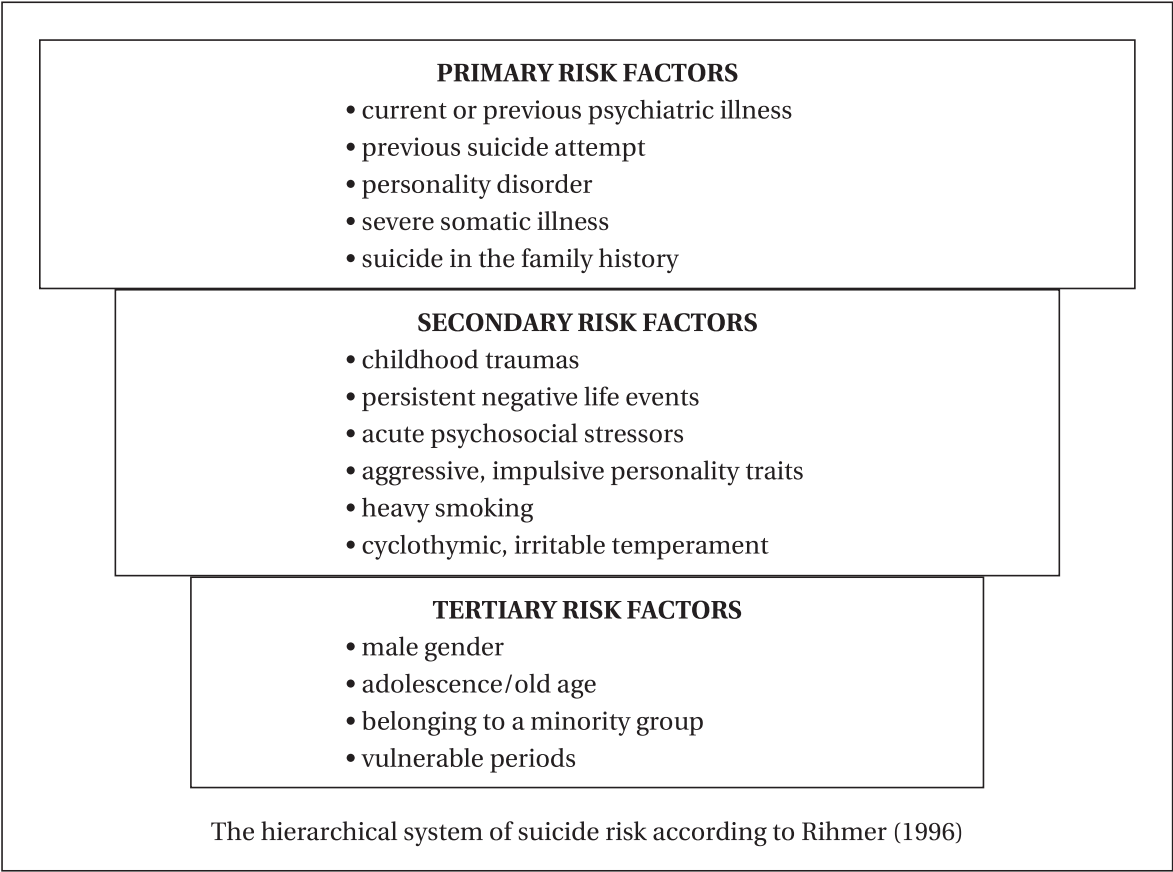 PRIMARY RISK FACTORS
• current or previous psychiatric illness
• previous suicide attempt
• personality disorder
• severe somatic illness
• suicide in the family history
SECONDARY RISK FACTORS
• childhood traumas
• persistent negative life events
• acute psychosocial stressors
• aggressive, impulsive personality traits
• heavy smoking
• cyclothymic, irritable temperament
TERTIARY RISK FACTORS
• male gender
• adolescence/old age
• belonging to a minority group
• vulnerable periods
The hierarchical system of suicide risk according to Rihmer (1996)